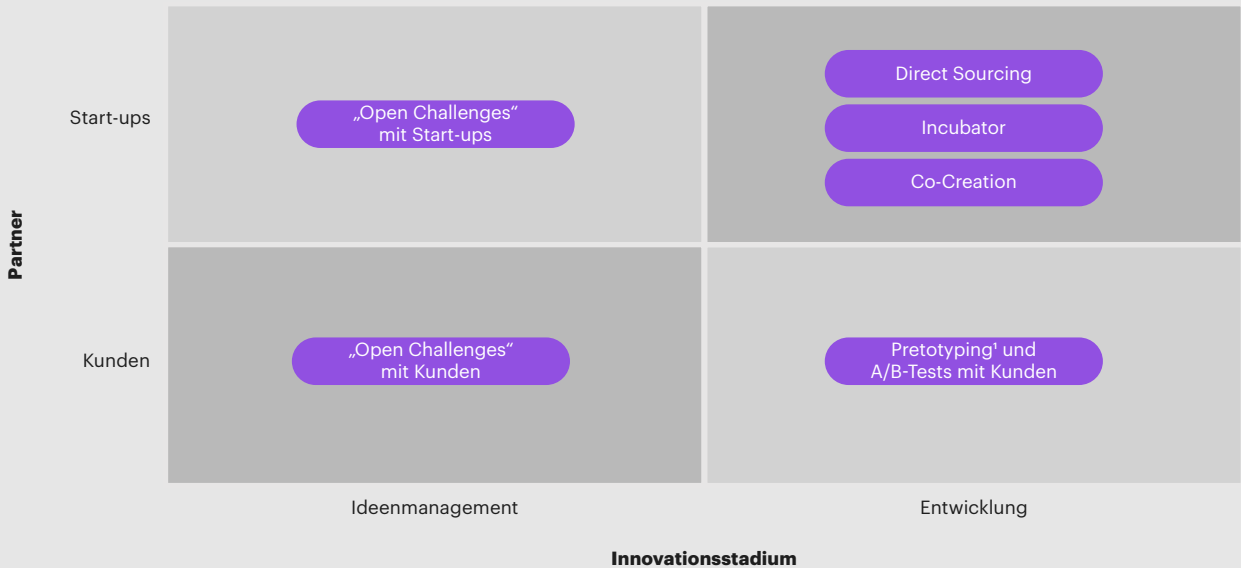 Partner
Start-ups
„Open Challenges“
mit Start-ups
Direct Sourcing
Incubator
Co-Creation
Kunden
„Open Challenges“
mit Kunden
Pretotyping¹ und
A/B-Tests mit Kunden
Ideenmanagement
Entwicklung
Innovationsstadium